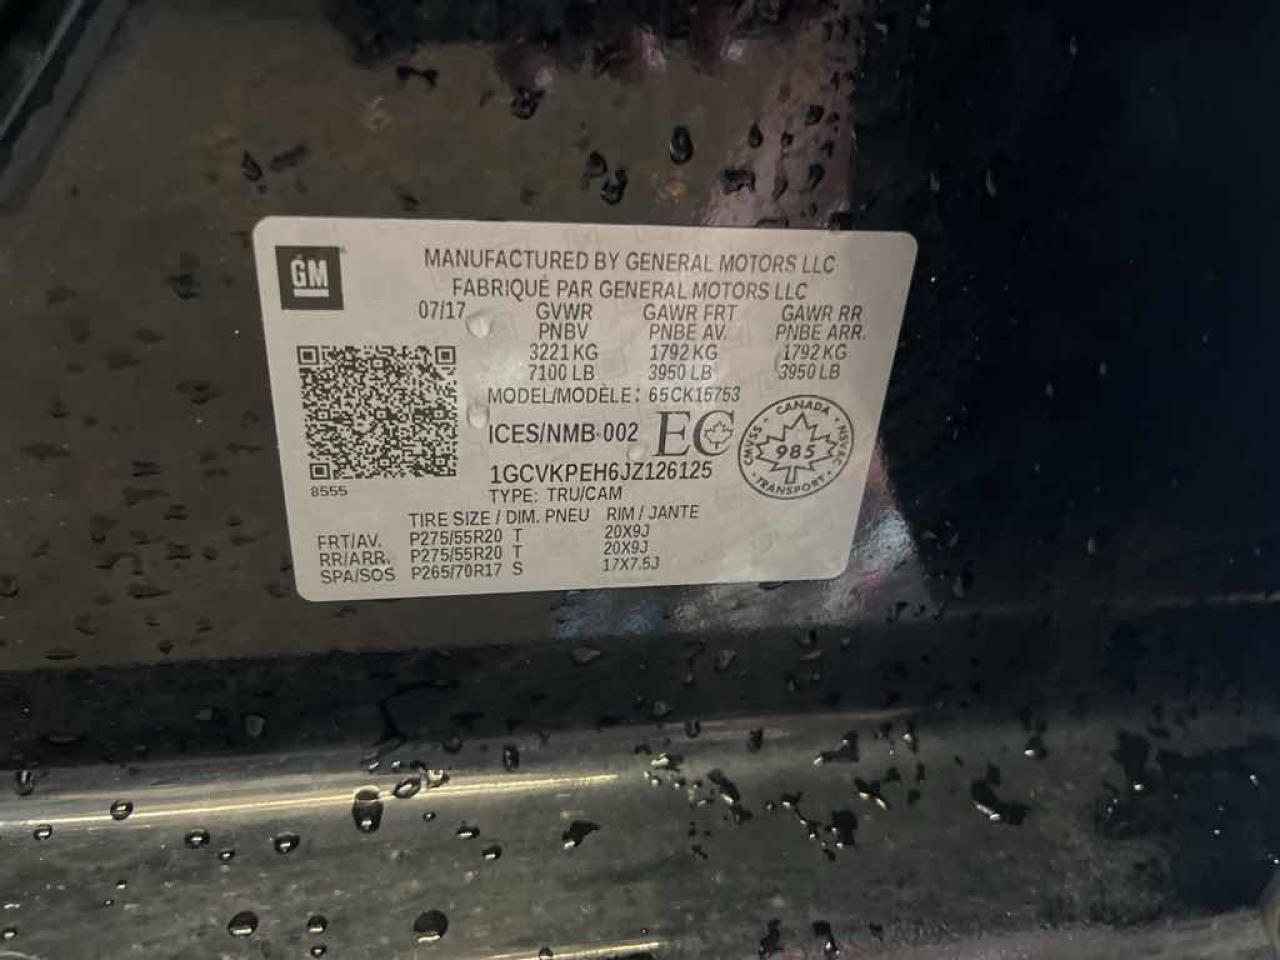 GM
MANUFACTURED BY GENERAL MOTORS LLC
FABRIQUÉ PAR GENERAL MOTORS LLC
07/17 GVWR GAWR FRT GAWR RR
PNBV PNBE AV. PNBE ARR.
3221 KG 1792 KG 1792 KG
7100 LB 3950 LB 3950 LB
MODEL/MODÈLE: 65CK15753
ICES/NMB-002 EC
CANADA
CMVSS 985 NSVAC
TRANSPORT
1GCVKPEH6JZ126125
8555
TYPE: TRU/CAM
TIRE SIZE / DIM. PNEU RIM / JANTE
FRT/AV. P275/55R20 T 20X9J
RR/ARR. P275/55R20 T 20X9J
SPA/SOS P265/70R17 S 17X7.5J